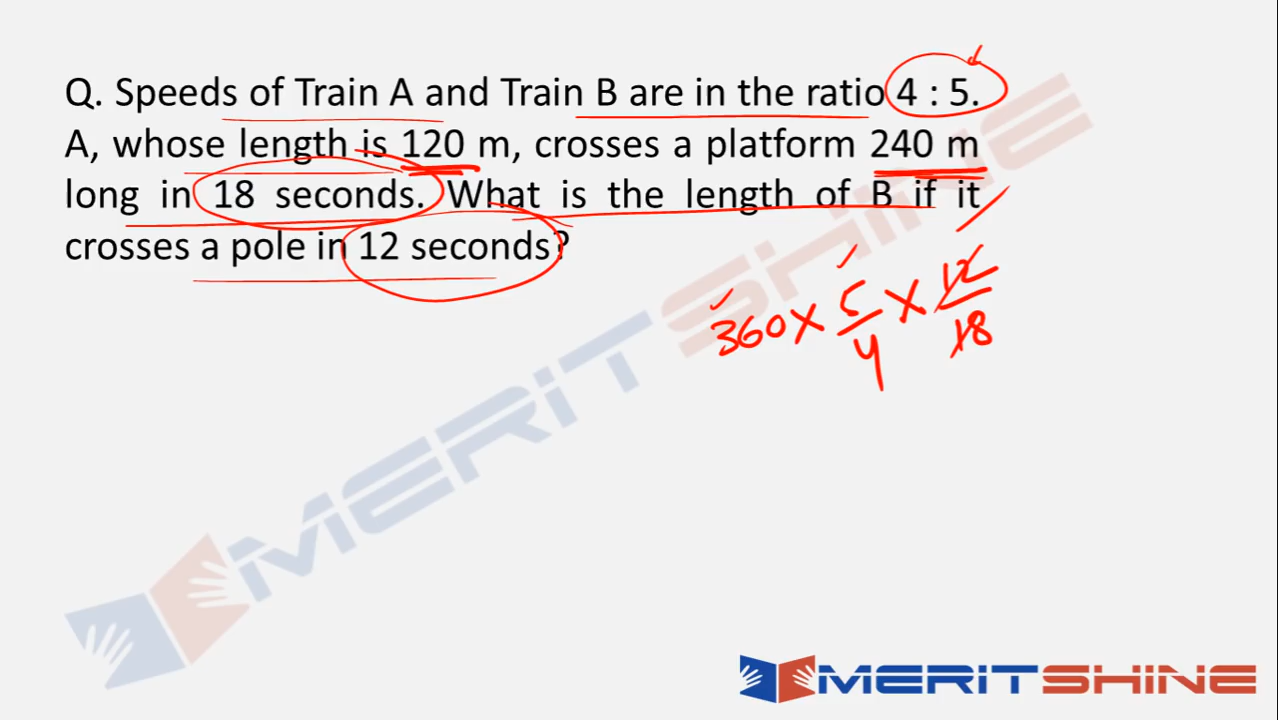 Q. Speeds of Train A and Train B are in the ratio 4 : 5.
A, whose length is 120 m, crosses a platform 240 m
long in 18 seconds. What is the length of B if it
crosses a pole in 12 seconds?
360 X 5/4 X 12/18
MERITSHINE
MERITSHINE